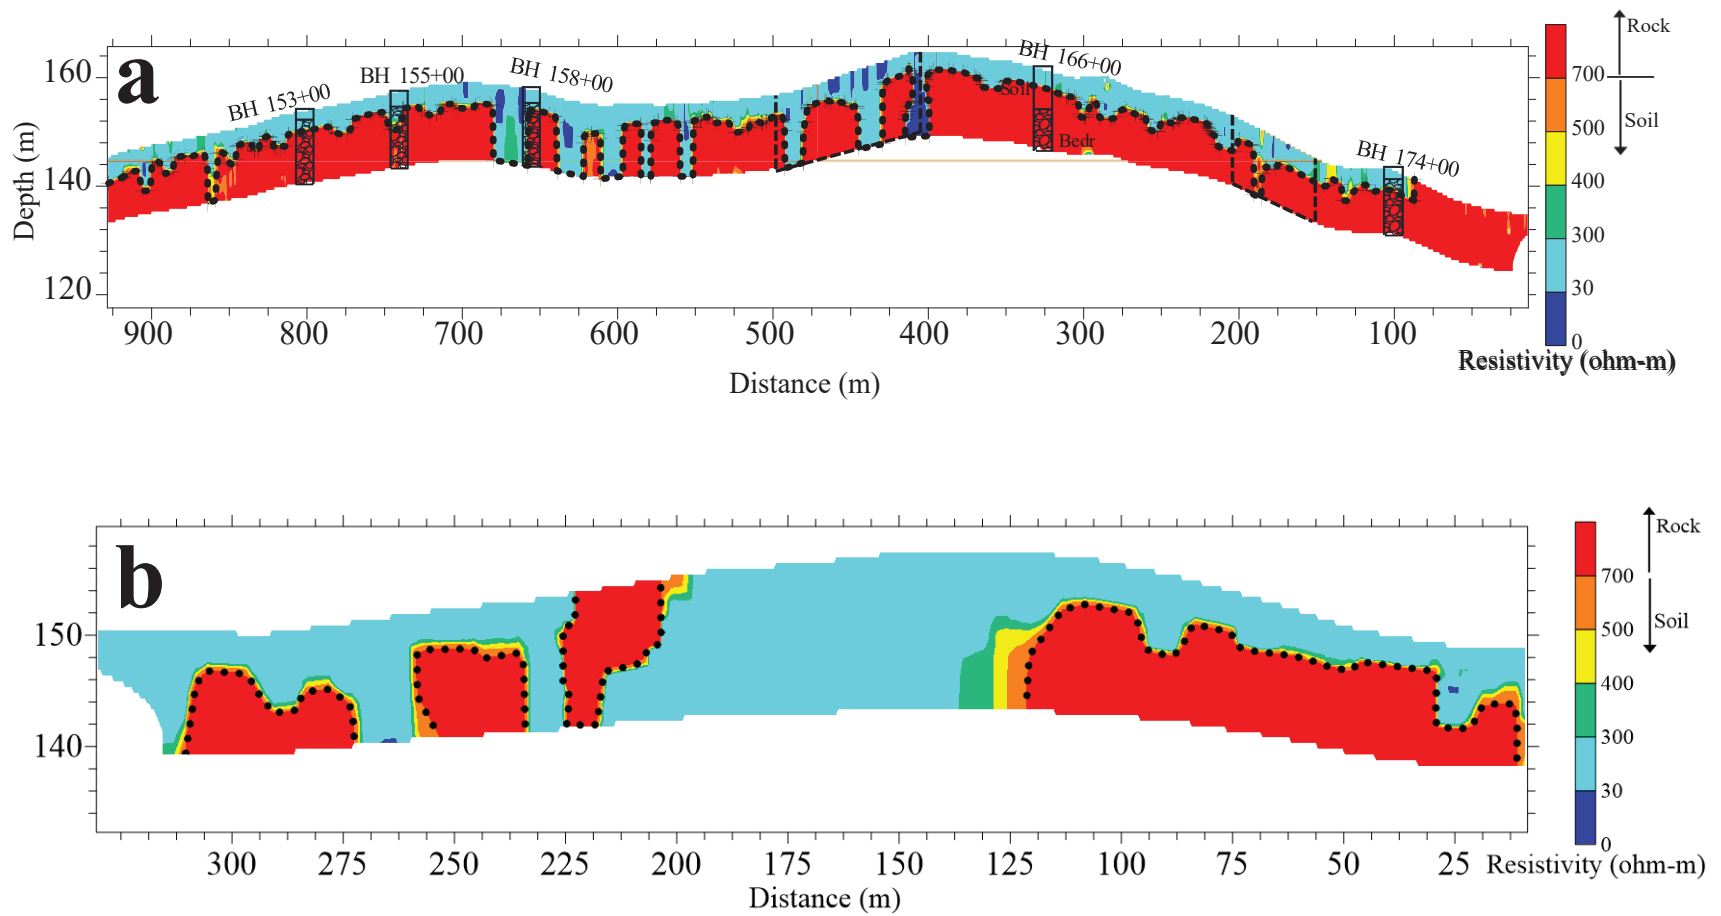 a
160
140
120
Depth (m)
BH 153+00
BH 155+00
BH 158+00
BH 166+00
BH 174+00
Soil
Bedr
900 800 700 600 500 400 300 200 100
Distance (m)
Rock
700
Soil
500
400
300
30
0
Resistivity (ohm-m)
b
150
140
300 275 250 225 200 175 150 125 100 75 50 25
Distance (m)
r
Rock
700
Soil
500
400
300
30
0
Resistivity (ohm-m)